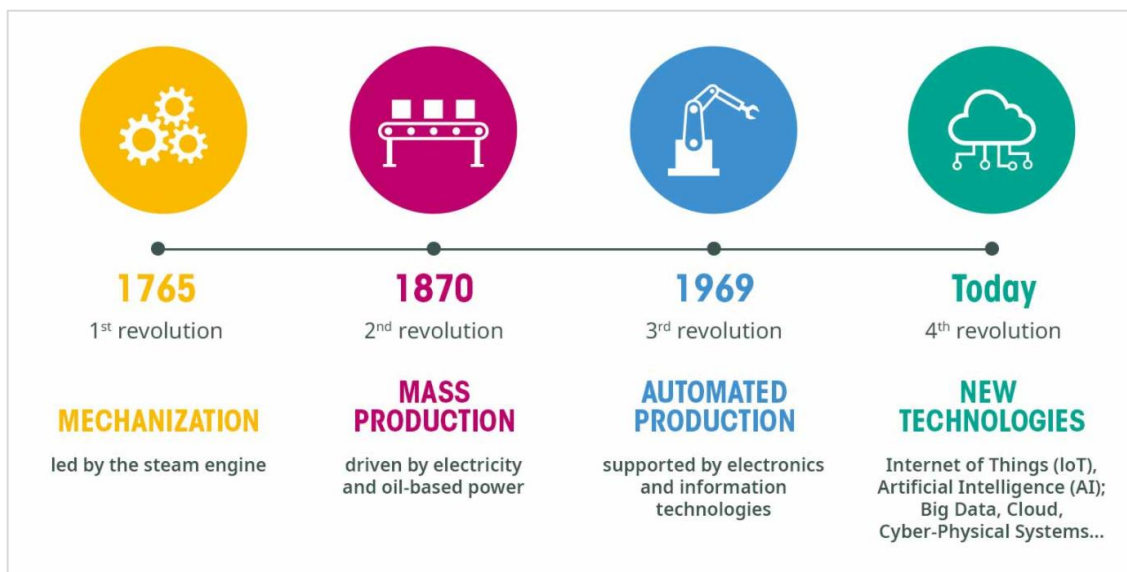 1765
1st revolution
MECHANIZATION
led by the steam engine
1870
2nd revolution
MASS
PRODUCTION
driven by electricity
and oil-based power
1969
3rd revolution
AUTOMATED
PRODUCTION
supported by electronics
and information
technologies
Today
4th revolution
NEW
TECHNOLOGIES
Internet of Things (IoT),
Artificial Intelligence (AI);
Big Data, Cloud,
Cyber-Physical Systems...